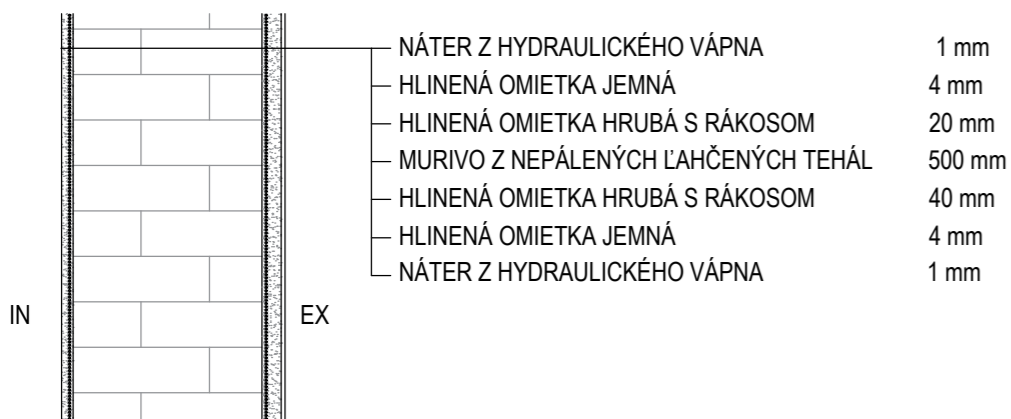 NÁTER Z HYDRAULICKÉHO VÁPNA 1 mm
HLINENÁ OMIETKA JEMNÁ 4 mm
HLINENÁ OMIETKA HRUBÁ S RÁKOSOM 20 mm
MURIVO Z NEPÁLENÝCH ĽAHČENÝCH TEHÁL 500 mm
HLINENÁ OMIETKA HRUBÁ S RÁKOSOM 40 mm
HLINENÁ OMIETKA JEMNÁ 4 mm
NÁTER Z HYDRAULICKÉHO VÁPNA 1 mm
IN EX